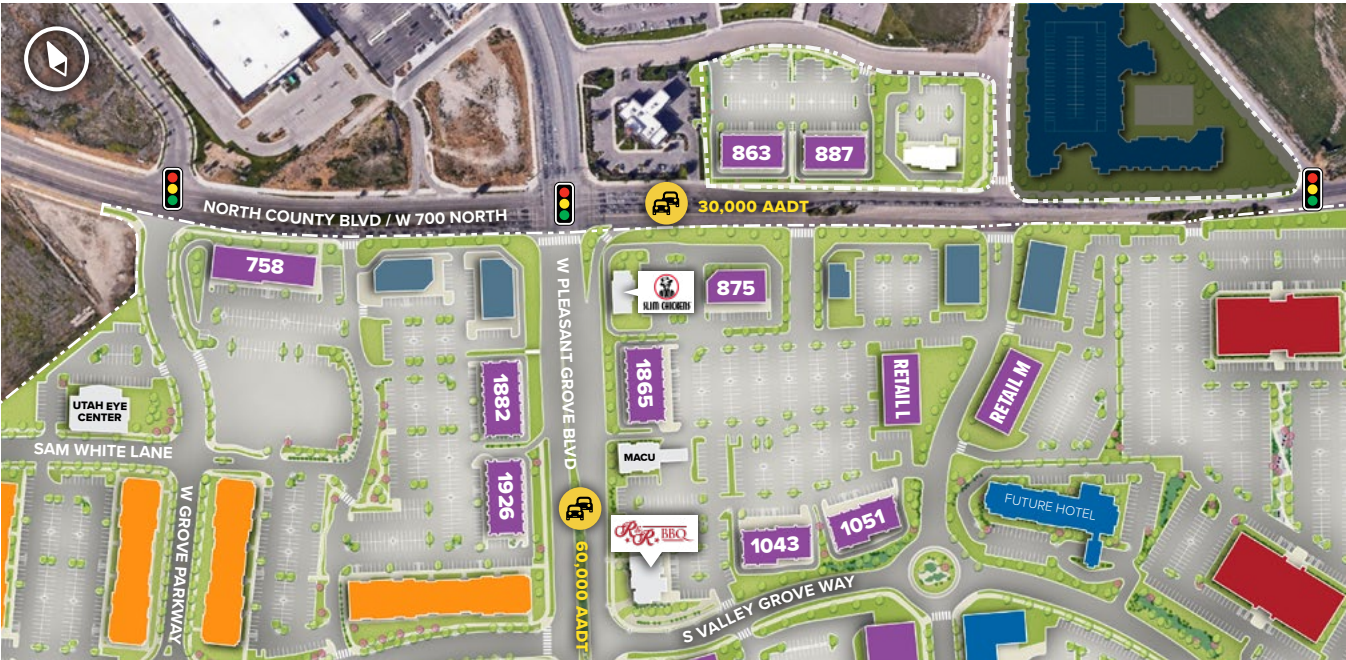 863
887
NORTH COUNTY BLVD / W 700 NORTH
30,000 AADT
758
SLIM CHICKENS
875
W PLEASANT GROVE BLVD
1882
1865
RETAIL L
RETAIL M
UTAH EYE
CENTER
SAM WHITE LANE
MACU
W GROVE PARKWAY
1926
FUTURE HOTEL
R&R BBQ
1043
1051
60,000 AADT
S VALLEY GROVE WAY